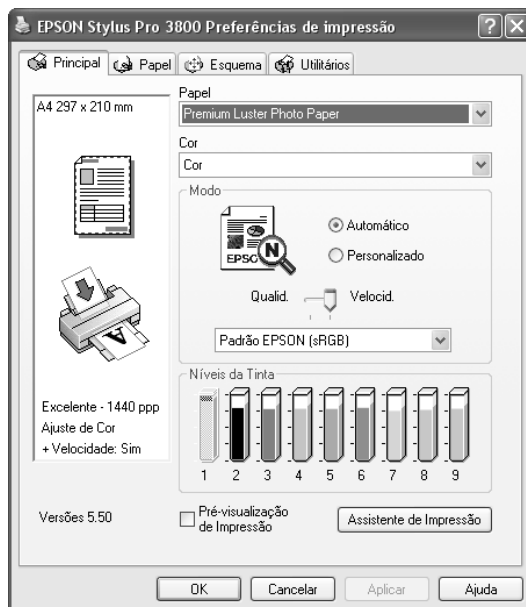 EPSON Stylus Pro 3800 Preferências de impressão
Principal
Papel
Esquema
Utilitários
A4 297 x 210 mm
Papel
Premium Luster Photo Paper
Cor
Cor
Modo
EPSO
N
Automático
Personalizado
Qualid.
Velocid.
Padrão EPSON (sRGB)
Níveis da Tinta
1 2 3 4 5 6 7 8 9
A
Excelente - 1440 ppp
Ajuste de Cor
+ Velocidade: Sim
Versões 5.50
Pré-visualização
de Impressão
Assistente de Impressão
OK
Cancelar
Aplicar
Ajuda